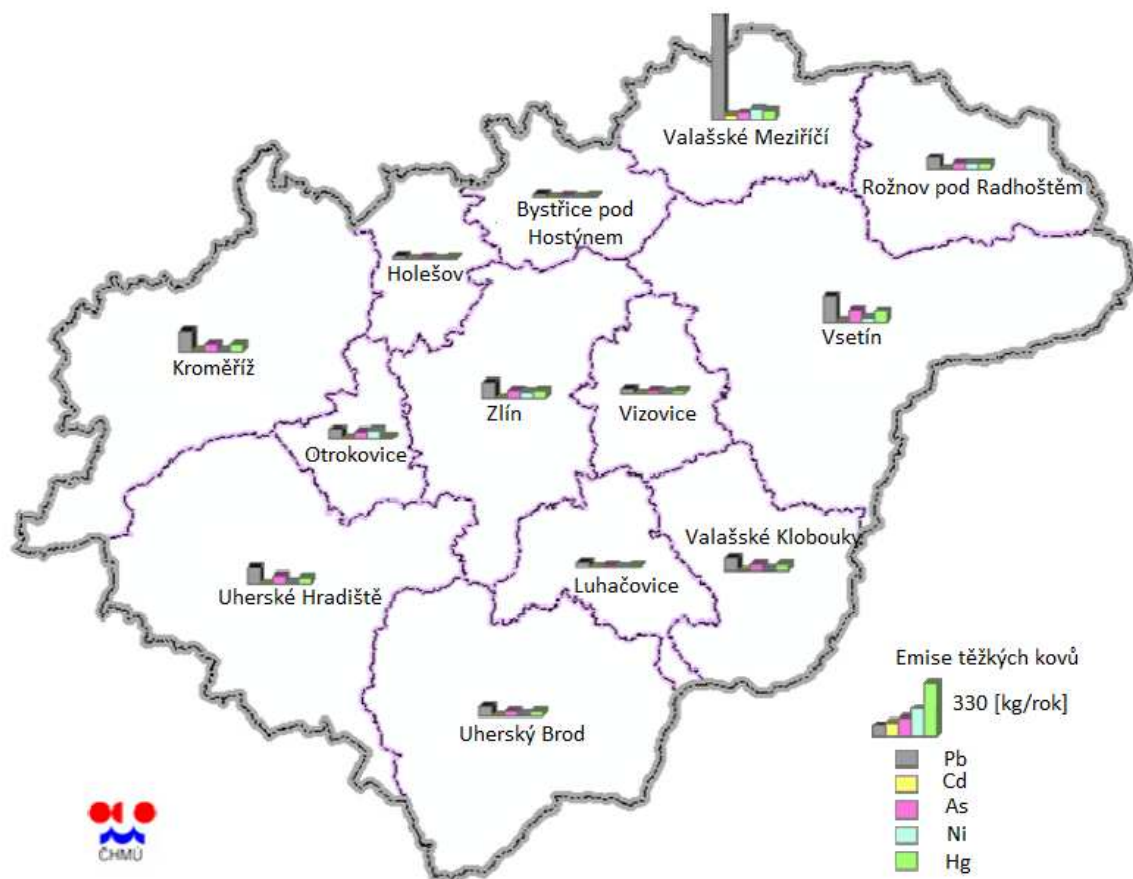 Valašské Meziříčí
Rožnov pod Radhoštěm
Bystřice pod
Hostýnem
Holešov
Vsetín
Kroměříž
Zlín
Vizovice
Otrokovice
Valašské Klobouky
Luhačovice
Uherské Hradiště
Uherský Brod
Emise těžkých kovů
330 [kg/rok]
Pb
Cd
As
Ni
Hg
ČHMÚ